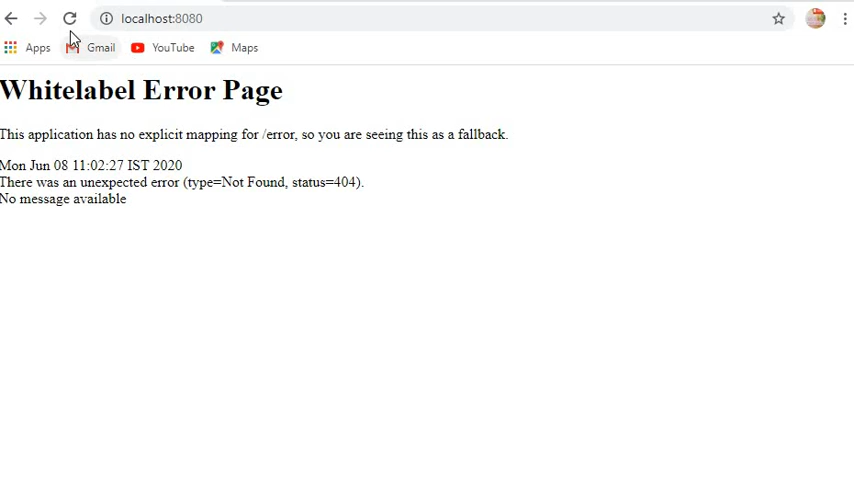 localhost:8080
Apps Gmail YouTube Maps
Whitelabel Error Page
This application has no explicit mapping for /error, so you are seeing this as a fallback.
Mon Jun 08 11:02:27 IST 2020
There was an unexpected error (type=Not Found, status=404).
No message available